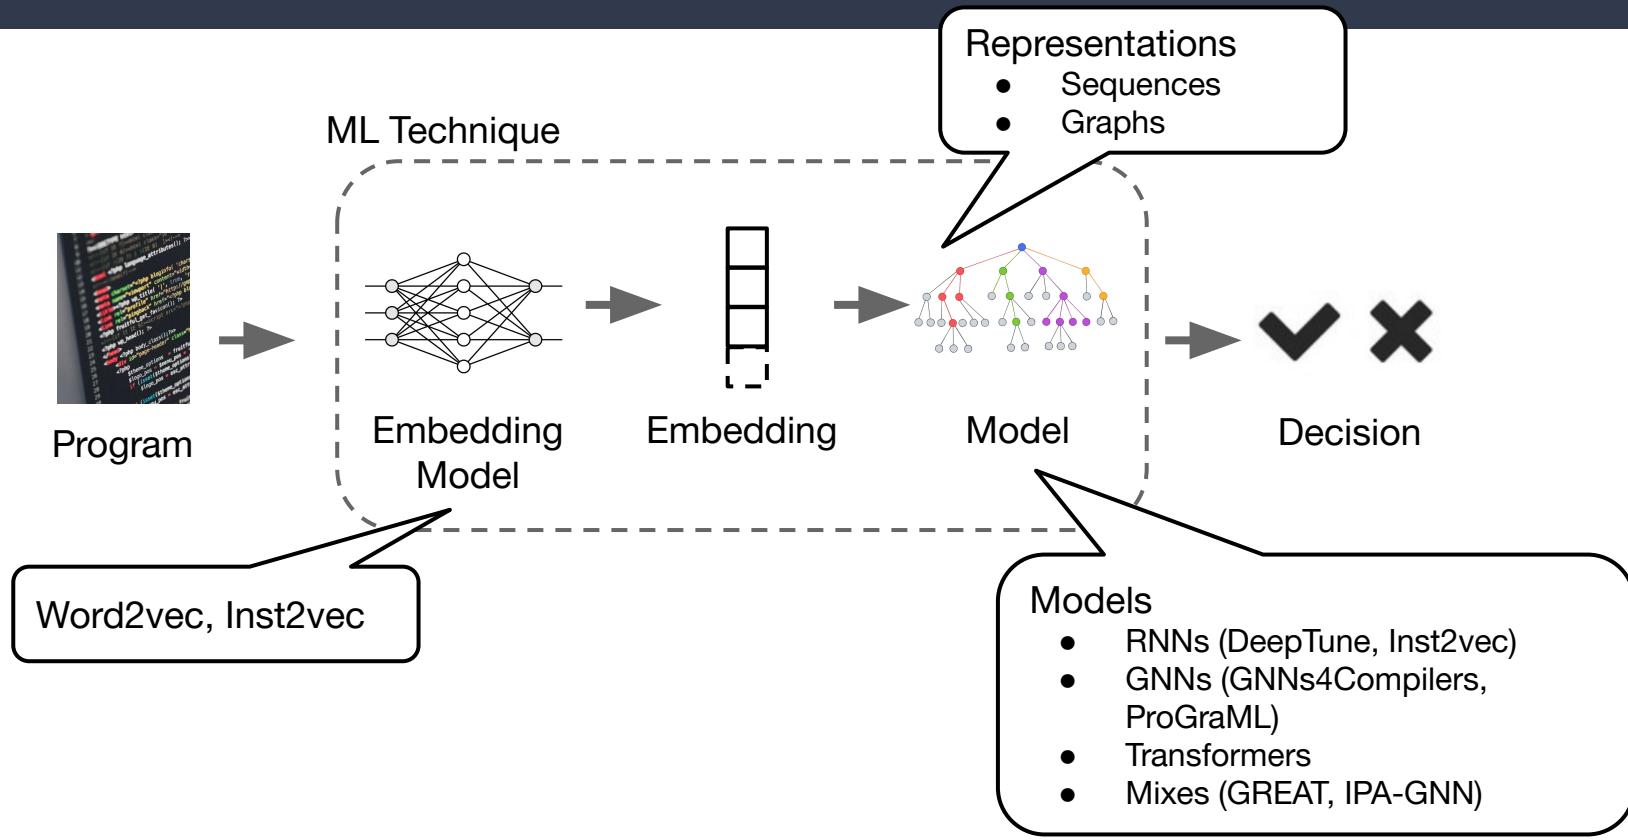 Representations
● Sequences
● Graphs
ML Technique
Program
Embedding
Model
Embedding
Model
Decision
Word2vec, Inst2vec
Models
● RNNs (DeepTune, Inst2vec)
● GNNs (GNNs4Compilers,
ProGraML)
● Transformers
● Mixes (GREAT, IPA-GNN)